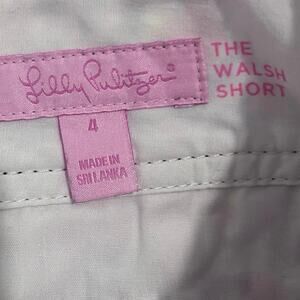 Lilly Pulitzer®
THE
WALSH
SHORT
4
MADE IN
SRI LANKA